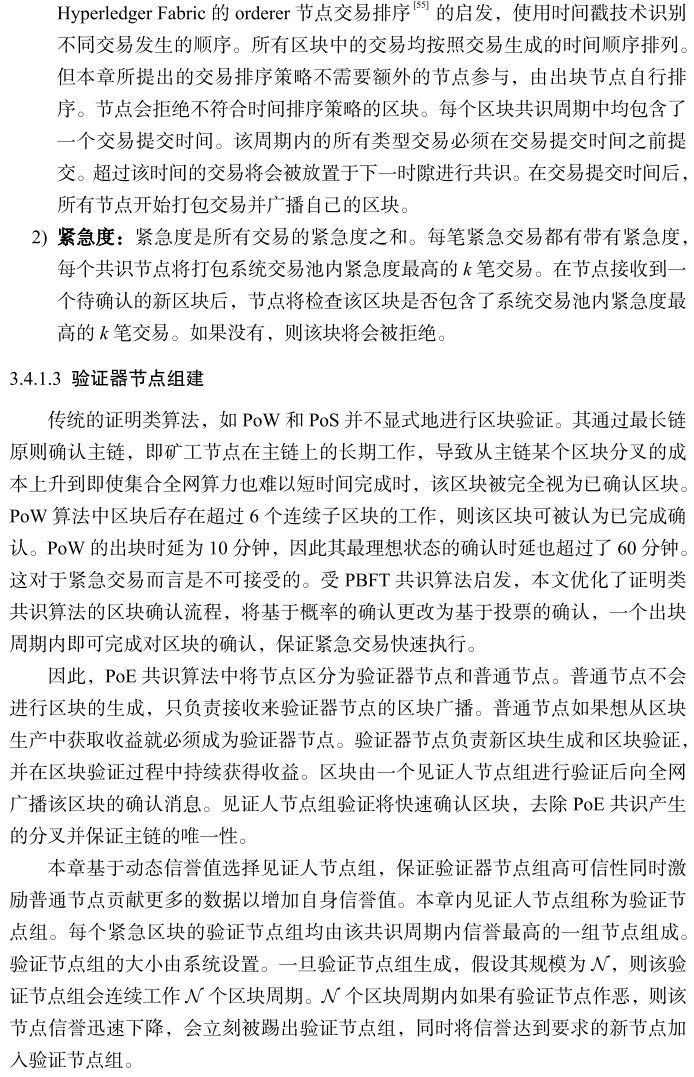 Hyperledger Fabric 的 orderer 节点交易排序[55] 的启发，使用时间戳技术识别
不同交易发生的顺序。所有区块中的交易均按照交易生成的时间顺序排列。
但本章所提出的交易排序策略不需要额外的节点参与，由出块节点自行排
序。节点会拒绝不符合时间排序策略的区块。每个区块共识周期中均包含了
一个交易提交时间。该周期内的所有类型交易必须在交易提交时间之前提
交。超过该时间的交易将会被放置于下一时隙进行共识。在交易提交时间后，
所有节点开始打包交易并广播自己的区块。
2) 紧急度：紧急度是所有交易的紧急度之和。每笔紧急交易都有带有紧急度，
每个共识节点将打包系统交易池内紧急度最高的 k 笔交易。在节点接收到一
个待确认的新区块后，节点将检查该区块是否包含了系统交易池内紧急度最
高的 k 笔交易。如果没有，则该块将会被拒绝。
3.4.1.3 验证器节点组建
传统的证明类算法，如 PoW 和 PoS 并不显式地进行区块验证。其通过最长链
原则确认主链，即矿工节点在主链上的长期工作，导致从主链某个区块分叉的成
本上升到即使集合全网算力也难以短时间完成时，该区块被完全视为已确认区块。
PoW 算法中区块后存在超过 6 个连续子区块的工作，则该区块可被认为已完成确
认。PoW 的出块时延为 10 分钟，因此其最理想状态的确认时延也超过了 60 分钟。
这对于紧急交易而言是不可接受的。受 PBFT 共识算法启发，本文优化了证明类
共识算法的区块确认流程，将基于概率的确认更改为基于投票的确认，一个出块
周期内即可完成对区块的确认，保证紧急交易快速执行。
因此，PoE 共识算法中将节点区分为验证器节点和普通节点。普通节点不会
进行区块的生成，只负责接收来验证器节点的区块广播。普通节点如果想从区块
生产中获取收益就必须成为验证器节点。验证器节点负责新区块生成和区块验证，
并在区块验证过程中持续获得收益。区块由一个见证人节点组进行验证后向全网
广播该区块的确认消息。见证人节点组验证将快速确认区块，去除 PoE 共识产生
的分叉并保证主链的唯一性。
本章基于动态信誉值选择见证人节点组，保证验证器节点组高可信性同时激
励普通节点贡献更多的数据以增加自身信誉值。本章内见证人节点组称为验证节
点组。每个紧急区块的验证节点组均由该共识周期内信誉最高的一组节点组成。
验证节点组的大小由系统设置。一旦验证节点组生成，假设其规模为 𝒩，则该验
证节点组会连续工作 𝒩 个区块周期。𝒩 个区块周期内如果有验证节点作恶，则该
节点信誉迅速下降，会立刻被踢出验证节点组，同时将信誉达到要求的新节点加
入验证节点组。